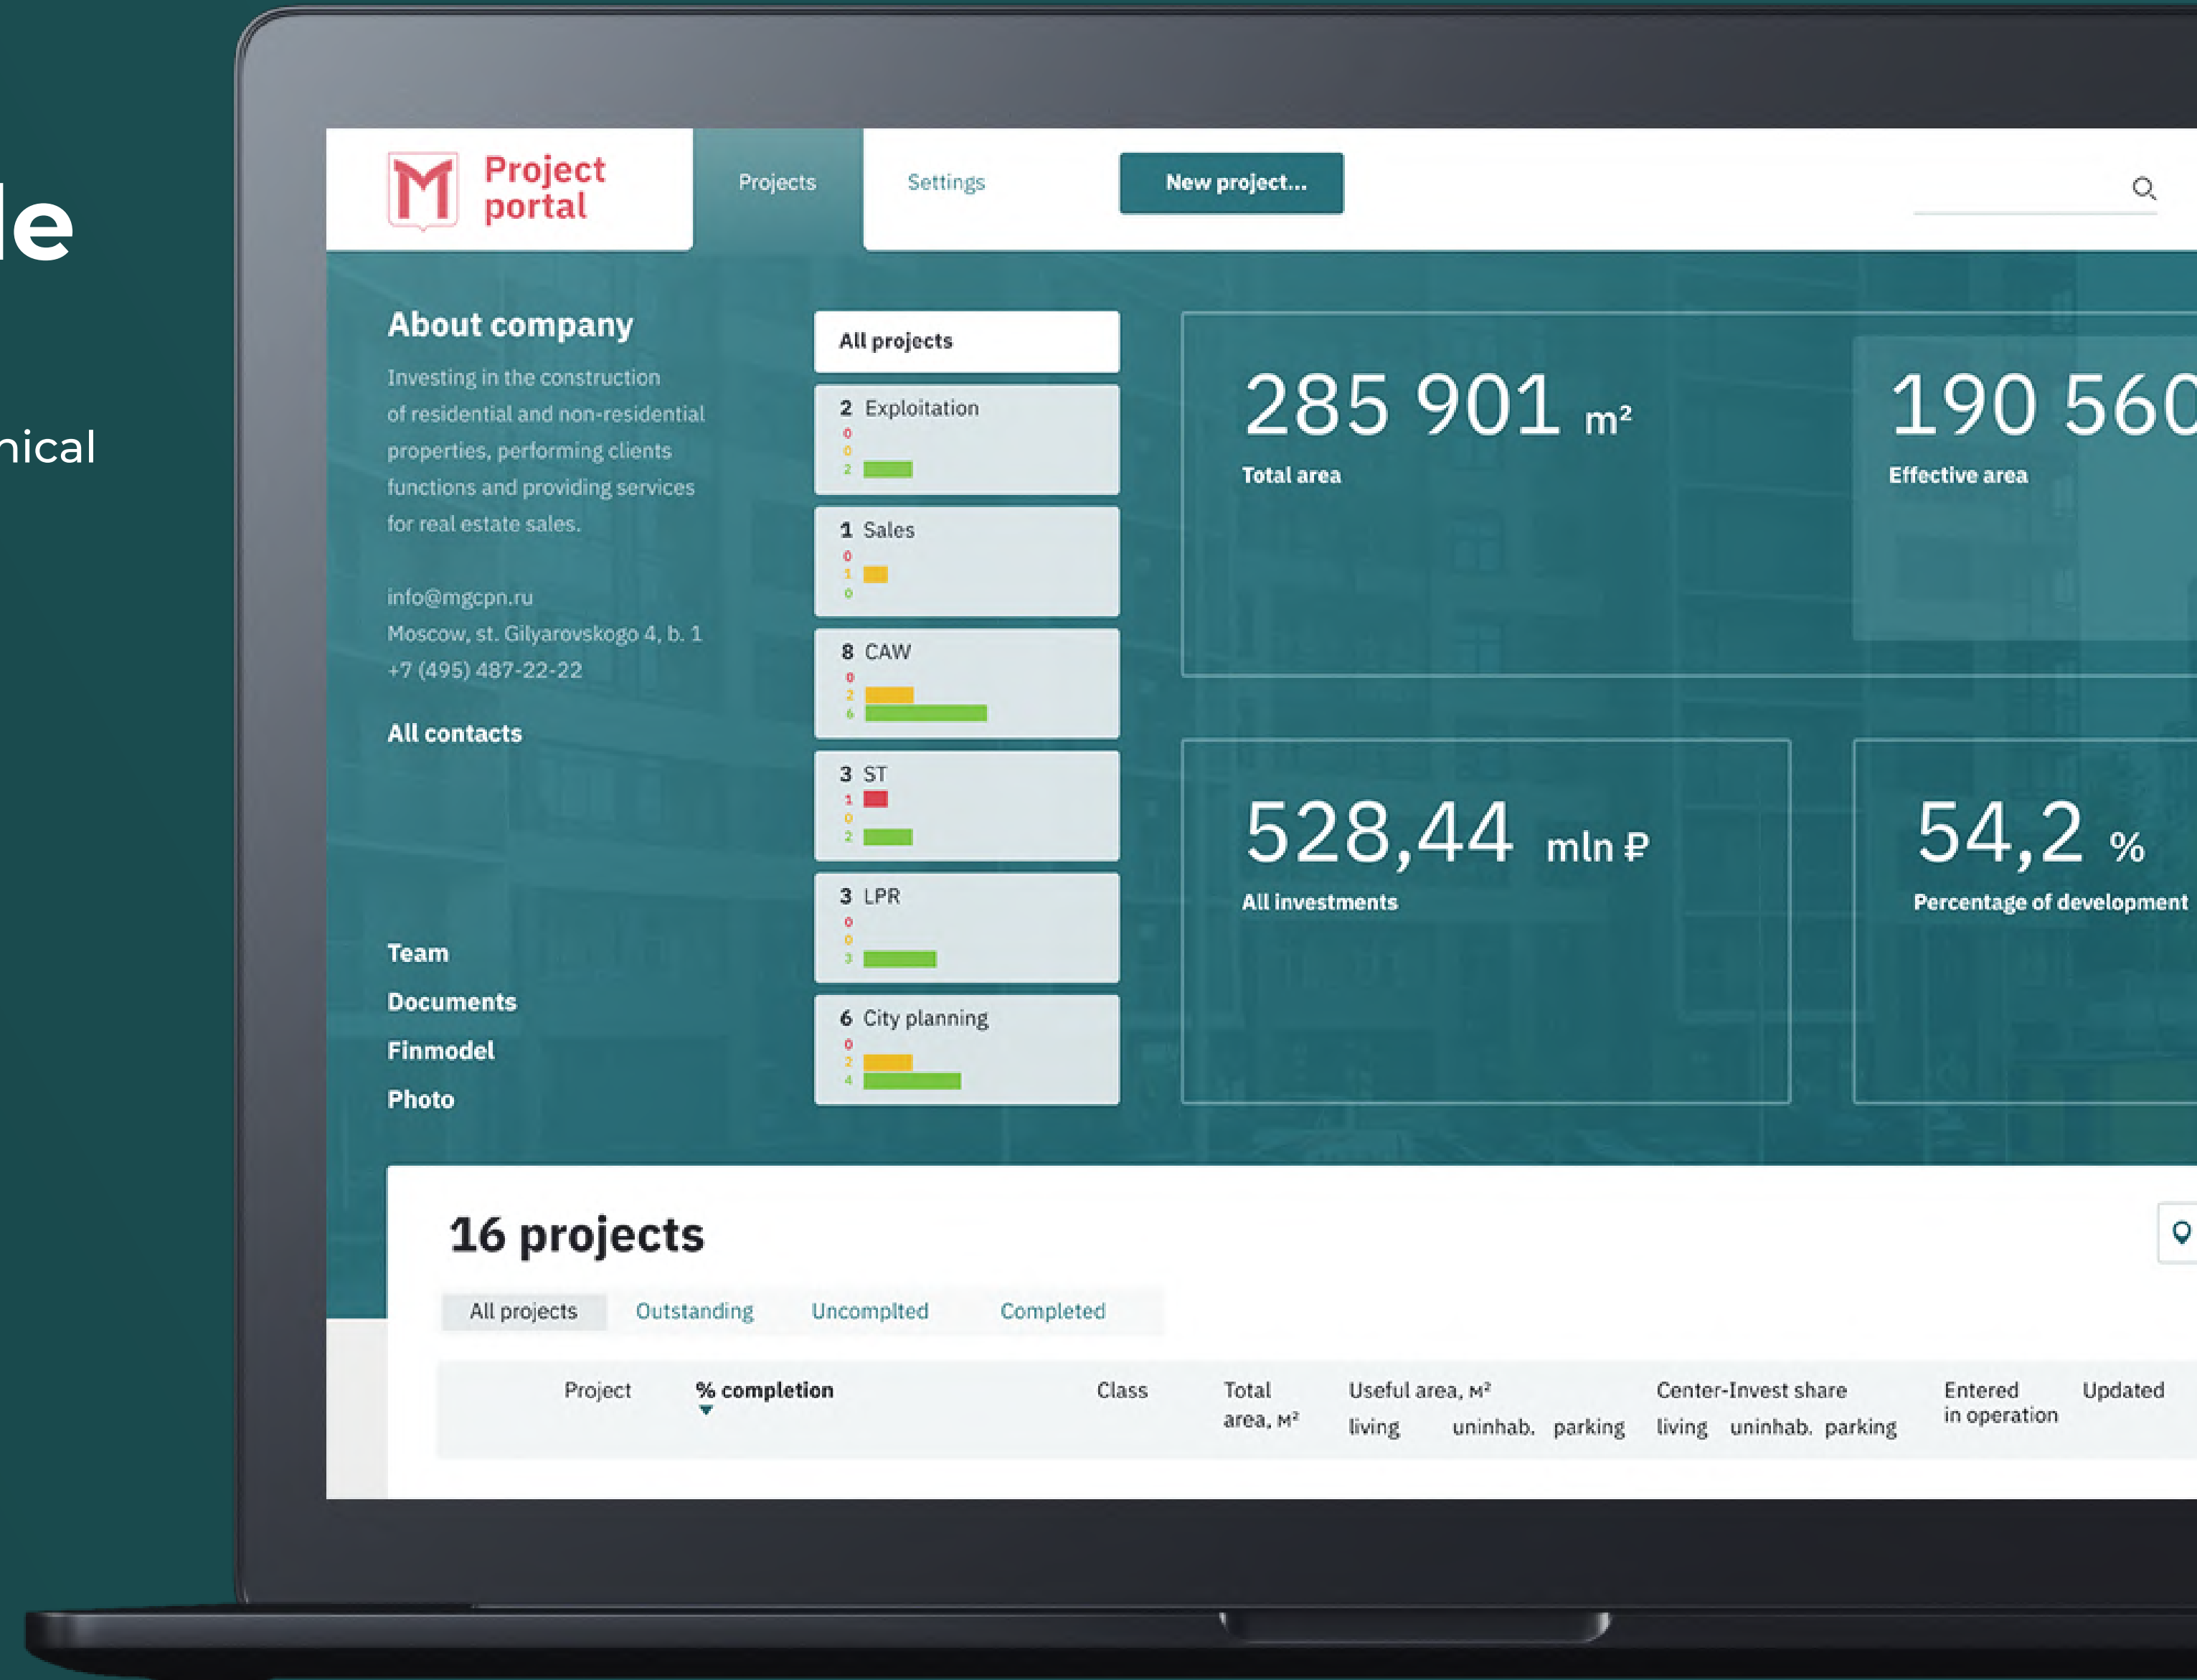 le
nical
Project
portal
Projects
Settings
New project...
About company
Investing in the construction
of residential and non-residential
properties, performing clients
functions and providing services
for real estate sales.
info@mgcpn.ru
Moscow, st. Gilyarovskogo 4, b. 1
+7 (495) 487-22-22
All contacts
Team
Documents
Finmodel
Photo
All projects
2 Exploitation
0
0
2
1 Sales
0
1
0
8 CAW
0
2
6
3 ST
1
0
2
3 LPR
0
0
3
6 City planning
0
2
4
285 901 m²
Total area
190 560
Effective area
528,44 mln ₽
All investments
54,2 %
Percentage of development
16 projects
All projects
Outstanding
Uncomplted
Completed
Project
% completion
Class
Total
area, м²
Useful area, м²
living uninhab. parking
Center-Invest share
living uninhab. parking
Entered
in operation
Updated